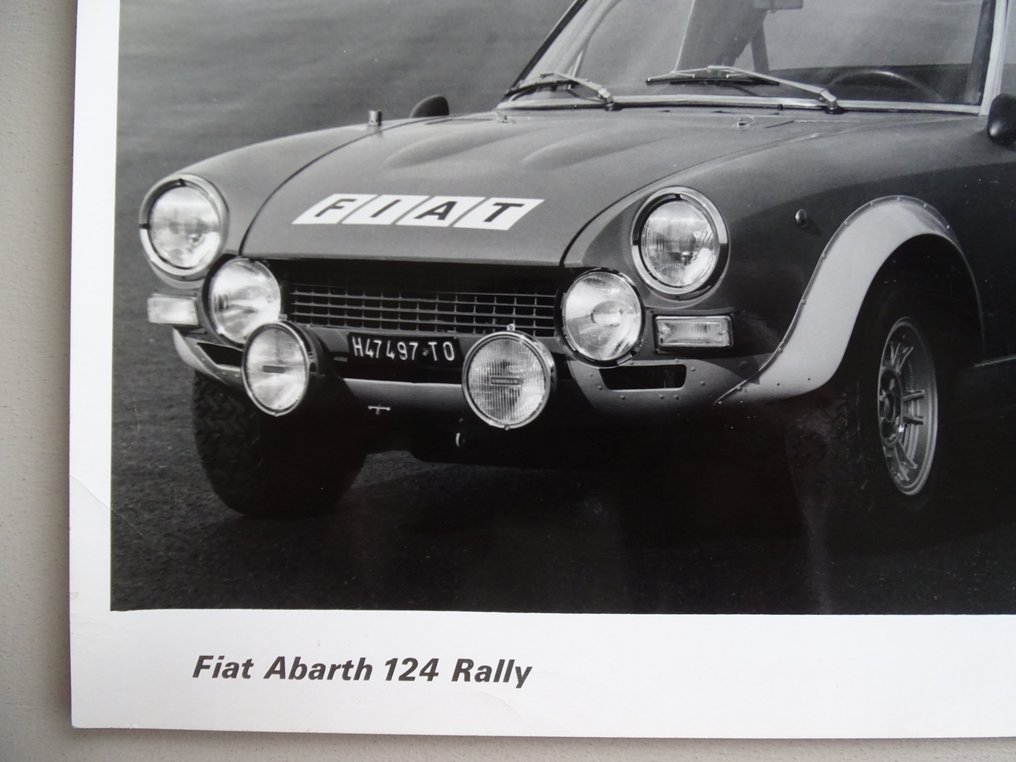 FIAT
H47497 TO
Fiat Abarth 124 Rally